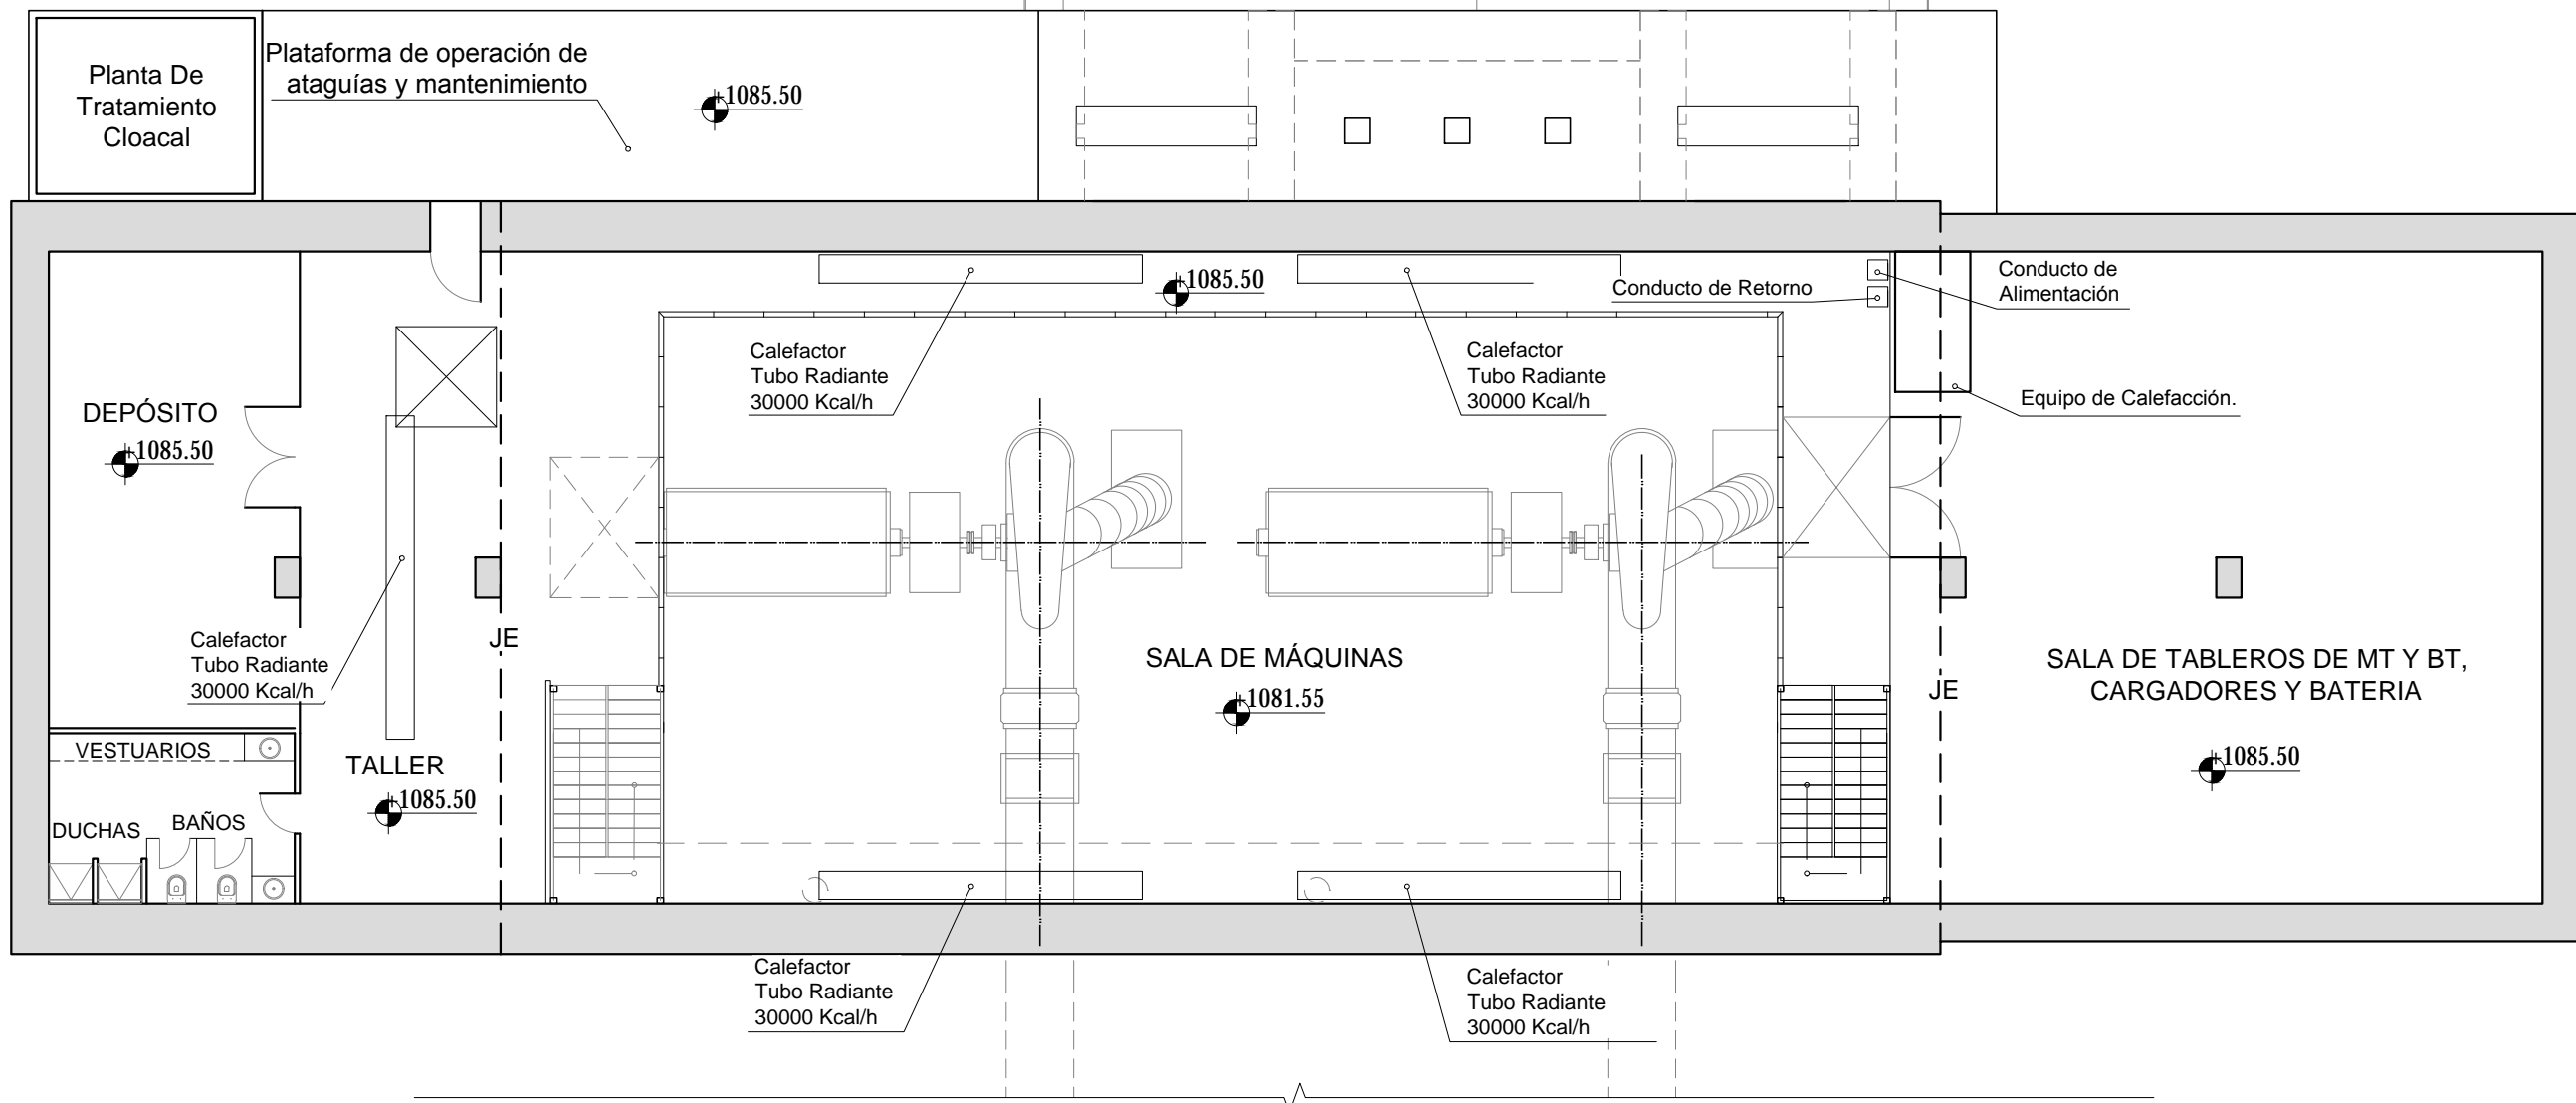 Planta De
Tratamiento
Cloacal
Plataforma de operación de
ataguías y mantenimiento
+1085.50
+1085.50
Conducto de Retorno
Conducto de
Alimentación
Calefactor
Tubo Radiante
30000 Kcal/h
Calefactor
Tubo Radiante
30000 Kcal/h
Equipo de Calefacción.
DEPÓSITO
+1085.50
Calefactor
Tubo Radiante
30000 Kcal/h
JE
SALA DE MÁQUINAS
+1081.55
JE
SALA DE TABLEROS DE MT Y BT,
CARGADORES Y BATERIA
+1085.50
VESTUARIOS
TALLER
+1085.50
DUCHAS
BAÑOS
Calefactor
Tubo Radiante
30000 Kcal/h
Calefactor
Tubo Radiante
30000 Kcal/h